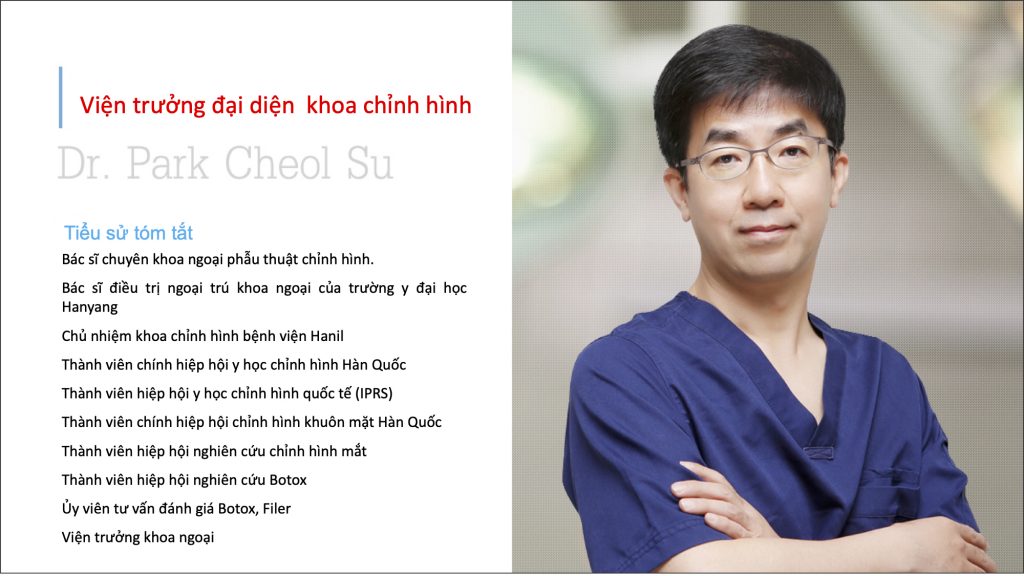 Viện trưởng đại diện khoa chỉnh hình
Dr. Park Cheol Su
Tiểu sử tóm tắt
Bác sĩ chuyên khoa ngoại phẫu thuật chỉnh hình.
Bác sĩ điều trị ngoại trú khoa ngoại của trường y đại học
Hanyang
Chủ nhiệm khoa chỉnh hình bệnh viện Hanil
Thành viên chính hiệp hội y học chỉnh hình Hàn Quốc
Thành viên hiệp hội y học chỉnh hình quốc tế (IPRS)
Thành viên chính hiệp hội chỉnh hình khuôn mặt Hàn Quốc
Thành viên hiệp hội nghiên cứu chỉnh hình mắt
Thành viên hiệp hội nghiên cứu Botox
Ủy viên tư vấn đánh giá Botox, Filer
Viện trưởng khoa ngoại